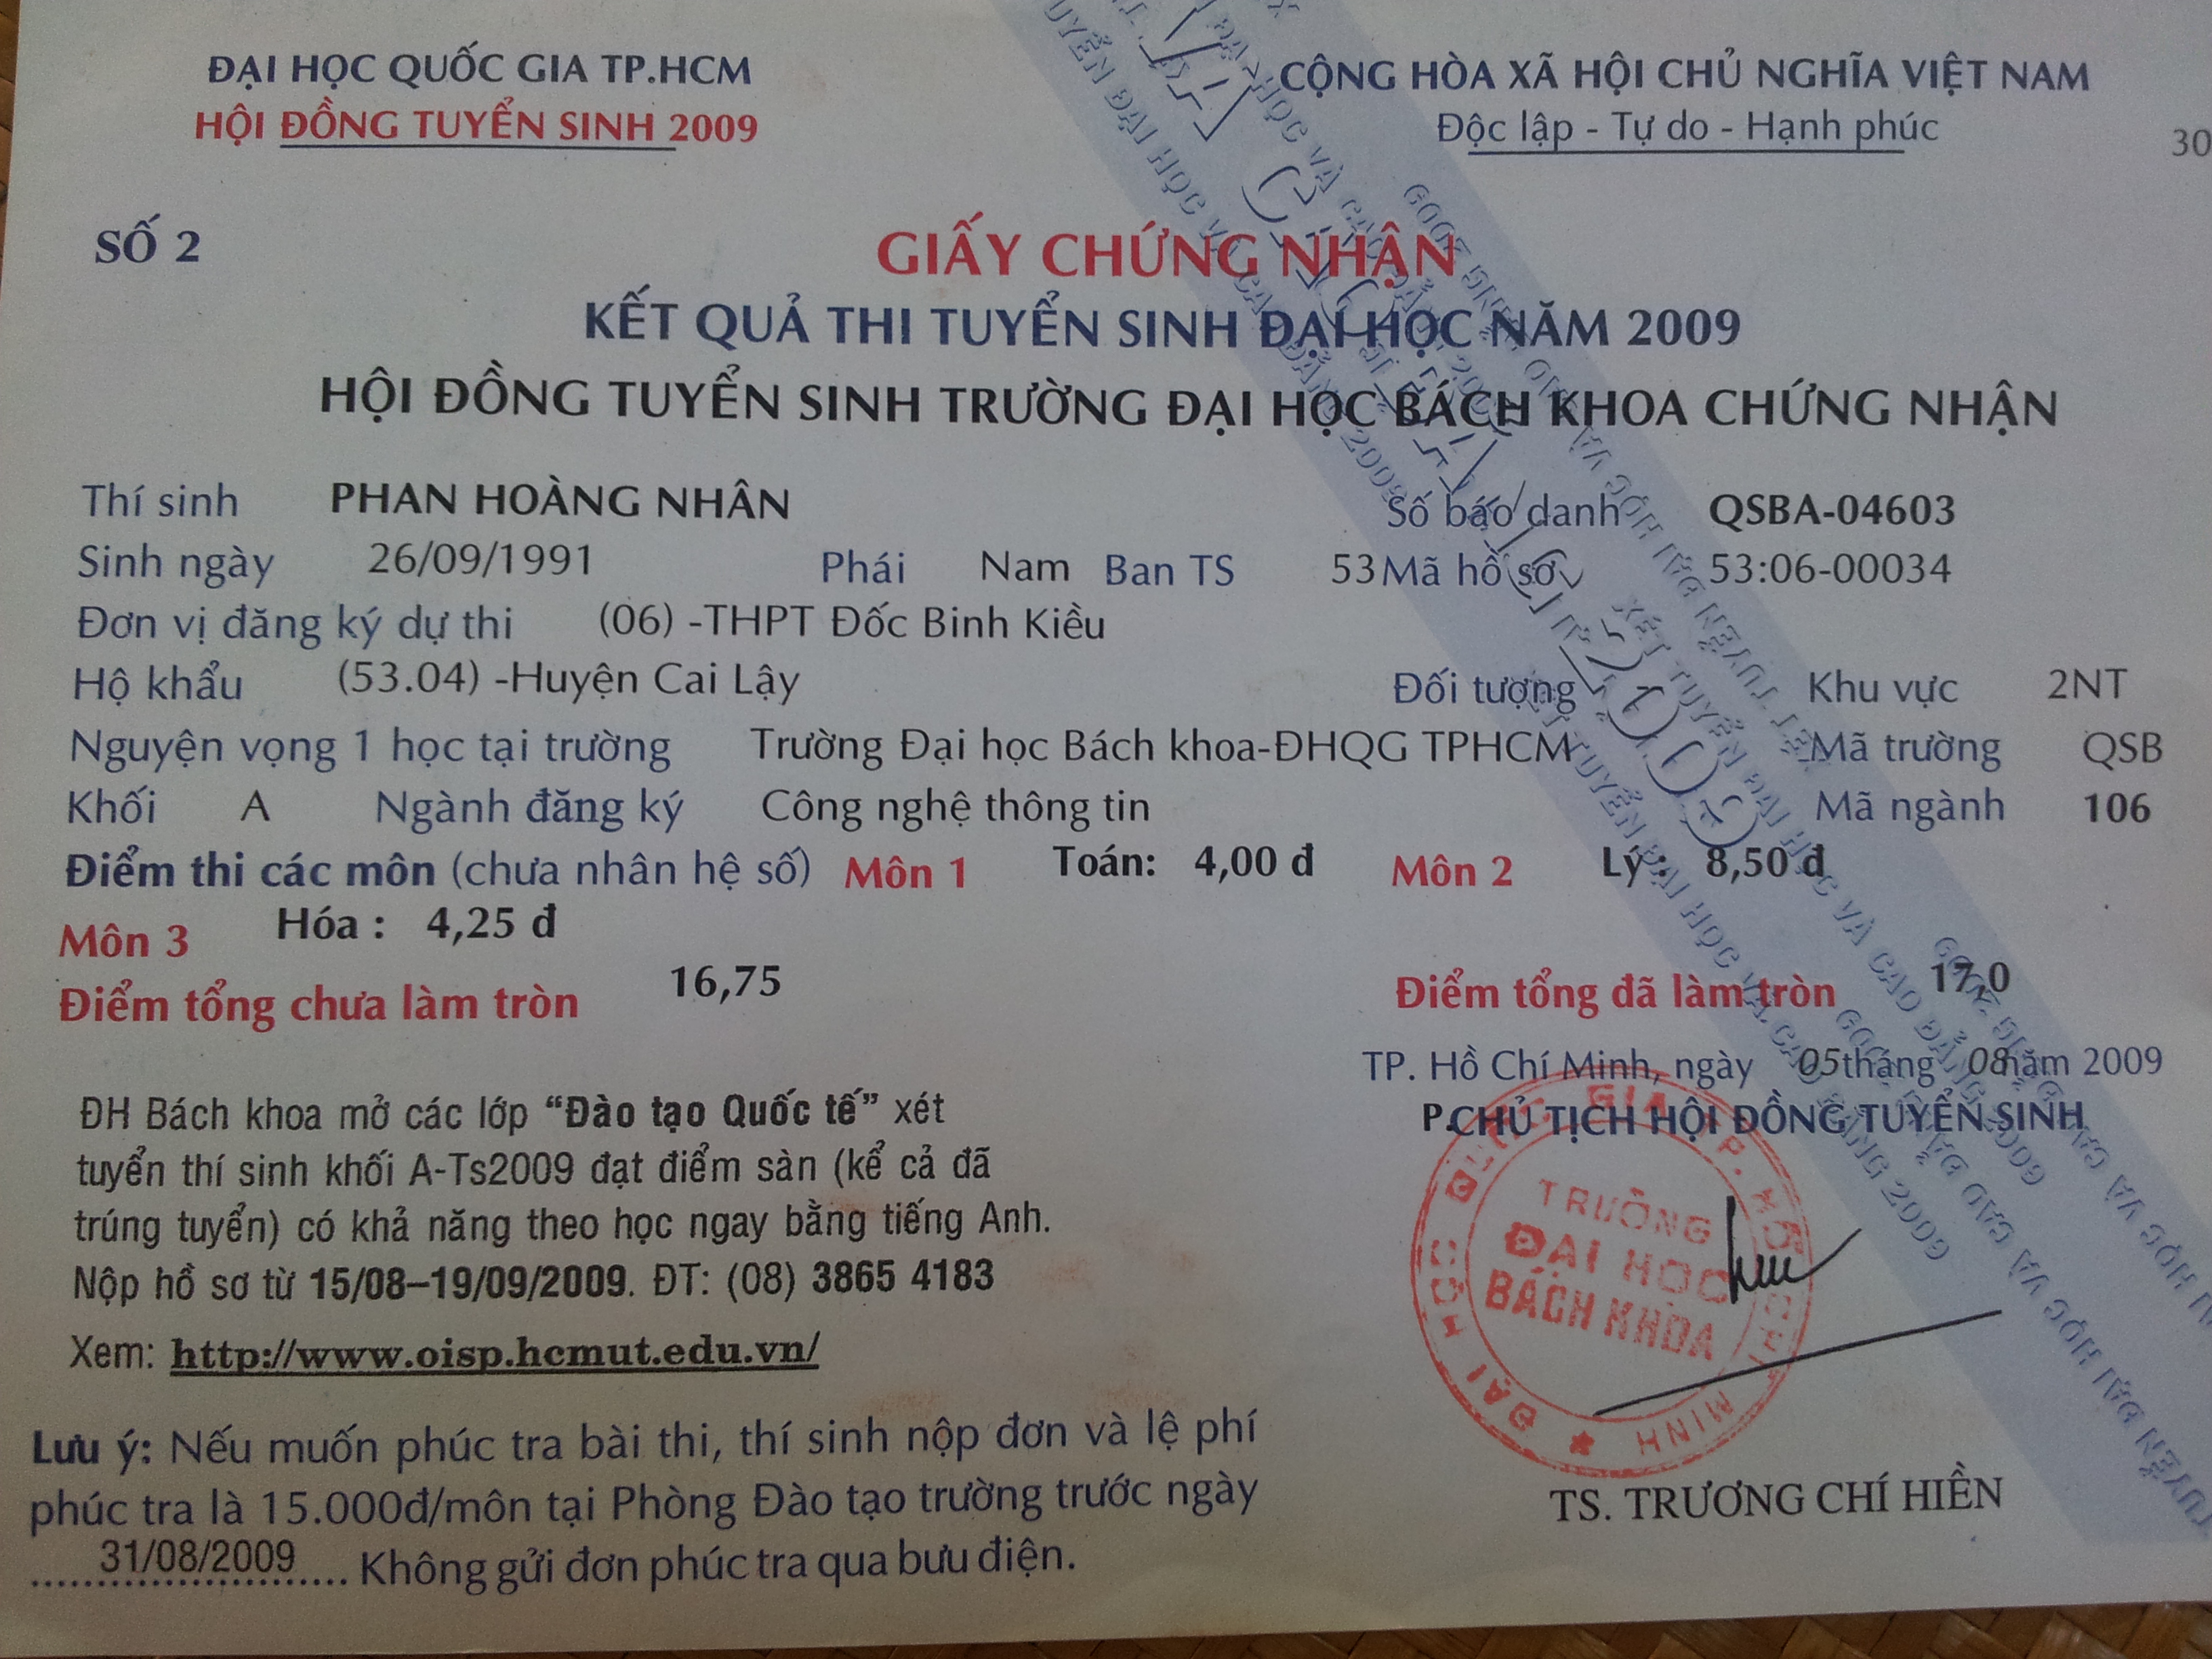 ĐẠI HỌC QUỐC GIA TP.HCM
HỘI ĐỒNG TUYỂN SINH 2009
CỘNG HÒA XÃ HỘI CHỦ NGHĨA VIỆT NAM
Độc lập - Tự do - Hạnh phúc
30
SỐ 2
GIẤY CHỨNG NHẬN
KẾT QUẢ THI TUYỂN SINH ĐẠI HỌC NĂM 2009
HỘI ĐỒNG TUYỂN SINH TRƯỜNG ĐẠI HỌC BÁCH KHOA CHỨNG NHẬN
Thí sinh PHAN HOÀNG NHÂN Số báo danh QSBA-04603
Sinh ngày 26/09/1991 Phái Nam Ban TS 53 Mã hồ sơ 53:06-00034
Đơn vị đăng ký dự thi (06) -THPT Đốc Binh Kiều
Hộ khẩu (53.04) -Huyện Cai Lậy Đối tượng Khu vực 2NT
Nguyện vọng 1 học tại trường Trường Đại học Bách khoa-ĐHQG TPHCM Mã trường QSB
Khối A Ngành đăng ký Công nghệ thông tin Mã ngành 106
Điểm thi các môn (chưa nhân hệ số) Môn 1 Toán: 4,00 đ Môn 2 Lý: 8,50 đ
Môn 3 Hóa : 4,25 đ
Điểm tổng chưa làm tròn 16,75 Điểm tổng đã làm tròn 17,0
ĐH Bách khoa mở các lớp “Đào tạo Quốc tế” xét
tuyển thí sinh khối A-Ts2009 đạt điểm sàn (kể cả đã
trúng tuyển) có khả năng theo học ngay bằng tiếng Anh.
Nộp hồ sơ từ 15/08–19/09/2009. ĐT: (08) 3865 4183
Xem: http://www.oisp.hcmut.edu.vn/
TP. Hồ Chí Minh, ngày 05 tháng 08 năm 2009
P.CHỦ TỊCH HỘI ĐỒNG TUYỂN SINH
TRƯỜNG
ĐẠI HỌC
BÁCH KHOA
TS. TRƯƠNG CHÍ HIỀN
Lưu ý: Nếu muốn phúc tra bài thi, thí sinh nộp đơn và lệ phí
phúc tra là 15.000đ/môn tại Phòng Đào tạo trường trước ngày
31/08/2009 Không gửi đơn phúc tra qua bưu điện.